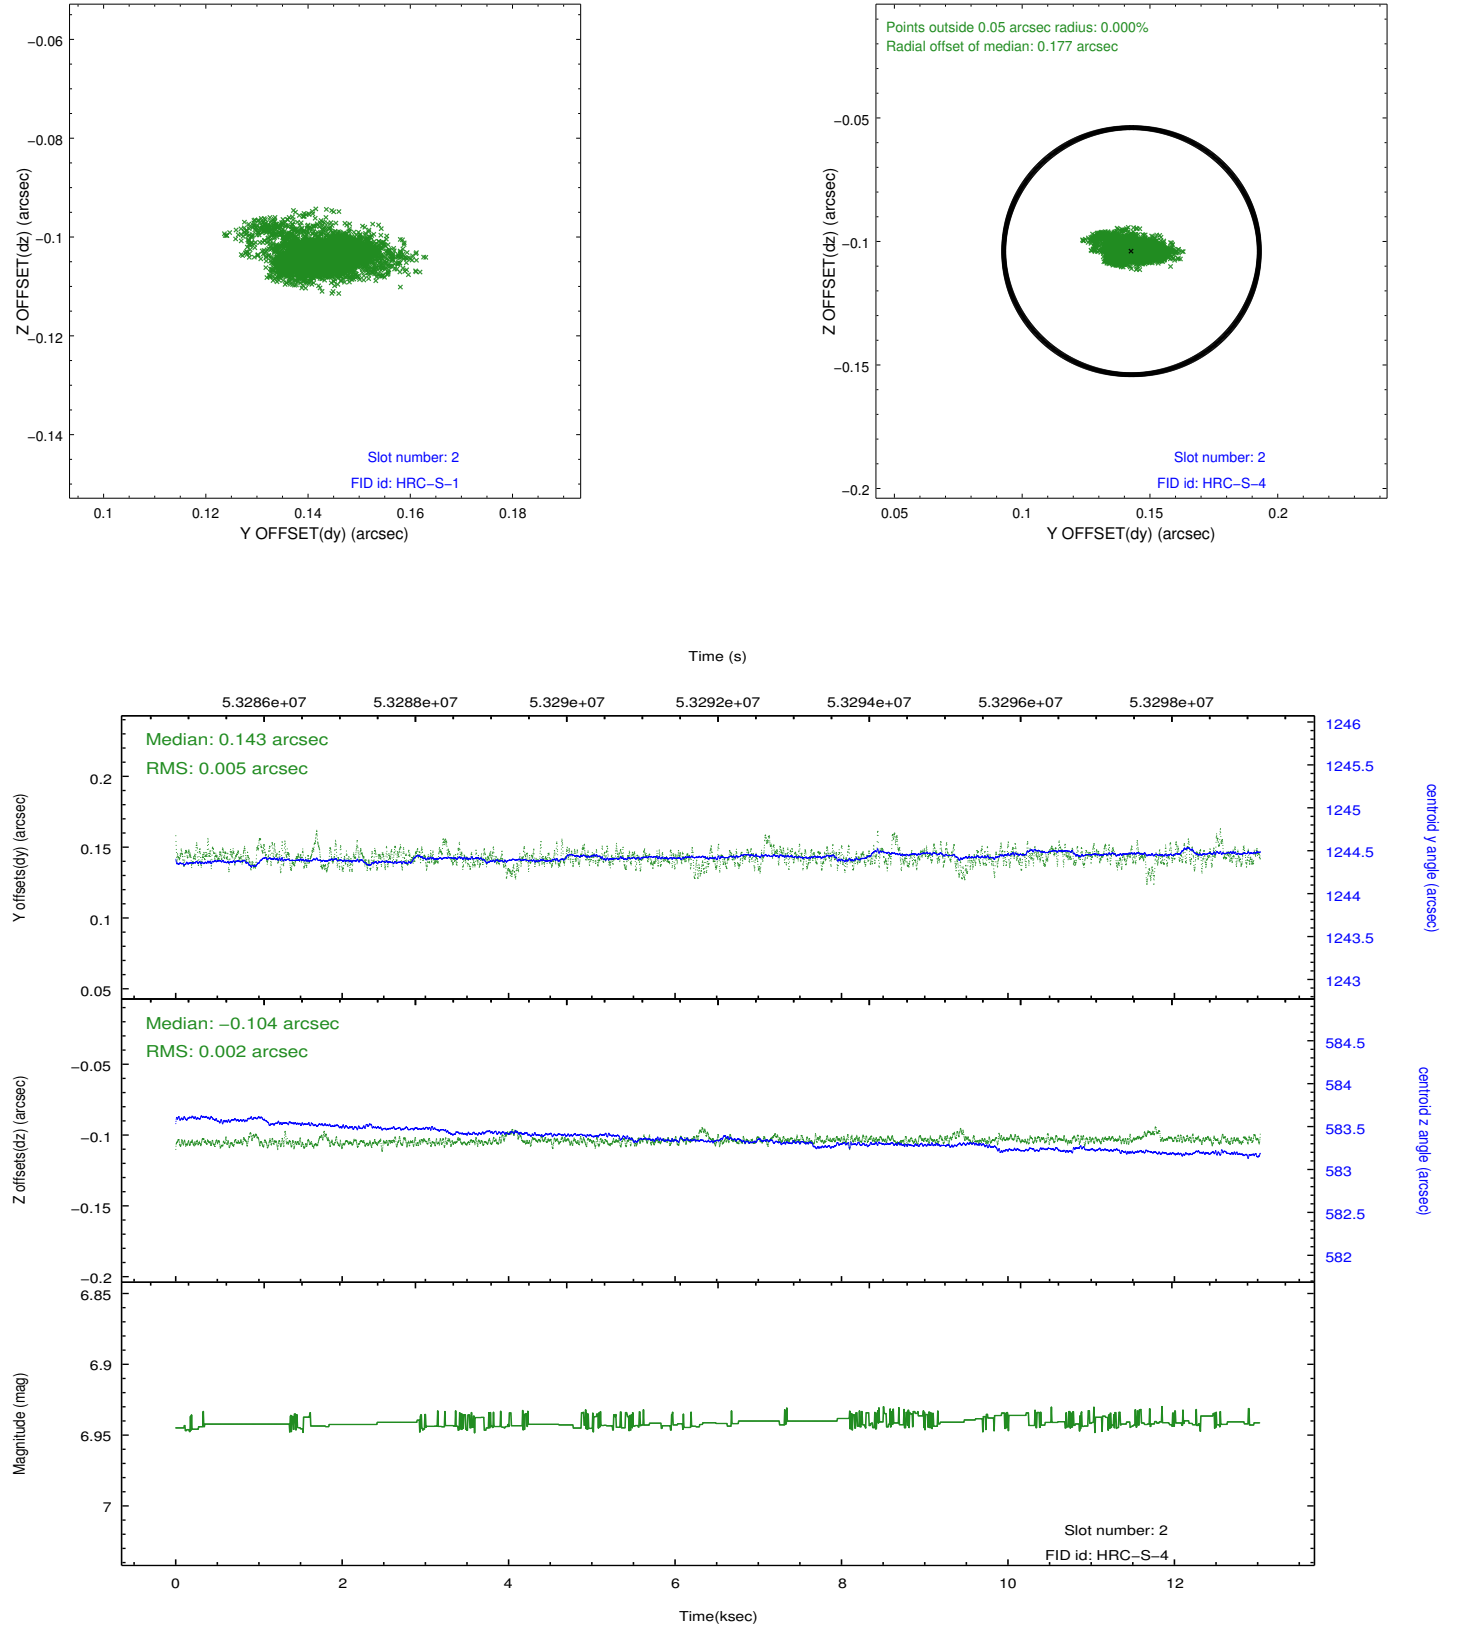 −0.06
−0.08
−0.1
−0.12
−0.14
Z OFFSET(dz) (arcsec)
Slot number: 2
FID id: HRC−S−1
0.1 0.12 0.14 0.16 0.18
Y OFFSET(dy) (arcsec)
Points outside 0.05 arcsec radius: 0.000%
Radial offset of median: 0.177 arcsec
−0.05
−0.1
−0.15
−0.2
Z OFFSET(dz) (arcsec)
Slot number: 2
FID id: HRC−S−4
0.05 0.1 0.15 0.2
Y OFFSET(dy) (arcsec)
Time (s)
5.3286e+07 5.3288e+07 5.329e+07 5.3292e+07 5.3294e+07 5.3296e+07 5.3298e+07
Median: 0.143 arcsec
RMS: 0.005 arcsec
0.2
0.15
0.1
0.05
Y offsets(dy) (arcsec)
1246
1245.5
1245
1244.5
1244
1243.5
1243
centroid y angle (arcsec)
Median: −0.104 arcsec
RMS: 0.002 arcsec
−0.05
−0.1
−0.15
−0.2
Z offsets(dz) (arcsec)
584.5
584
583.5
583
582.5
582
centroid z angle (arcsec)
6.85
6.9
6.95
7
Magnitude (mag)
Slot number: 2
FID id: HRC−S−4
0 2 4 6 8 10 12
Time(ksec)